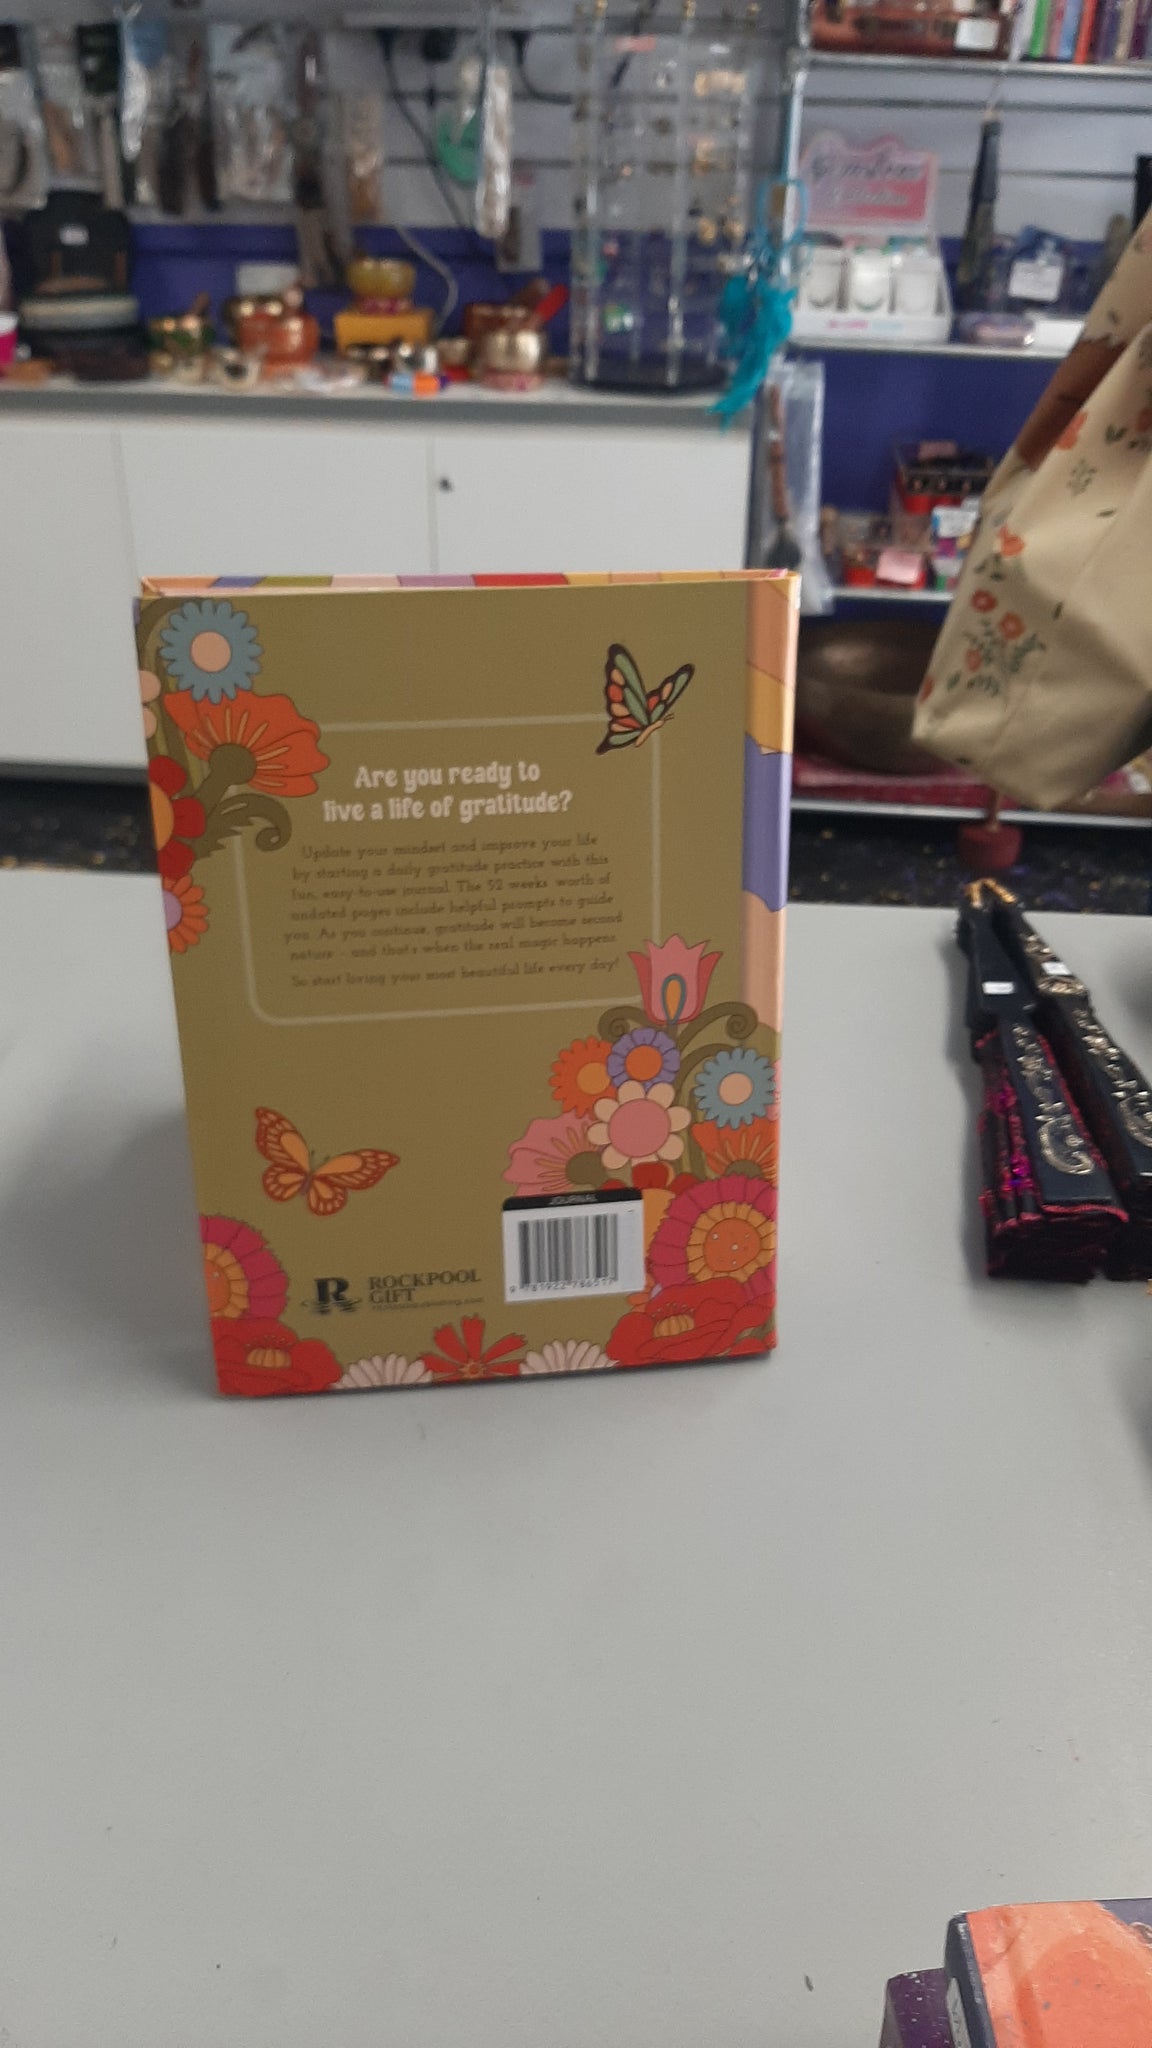 Are you ready to
live a life of gratitude?
Update your mindset and improve your life
by starting a daily gratitude practice with this
fun, easy-to-use journal. The 52 weeks' worth of
undated pages include helpful prompts to guide
you. As you continue, gratitude will become second
nature – and that's when the real magic happens.
So start loving your most beautiful life every day!
JOURNAL
R ROCKPOOL
GIFT